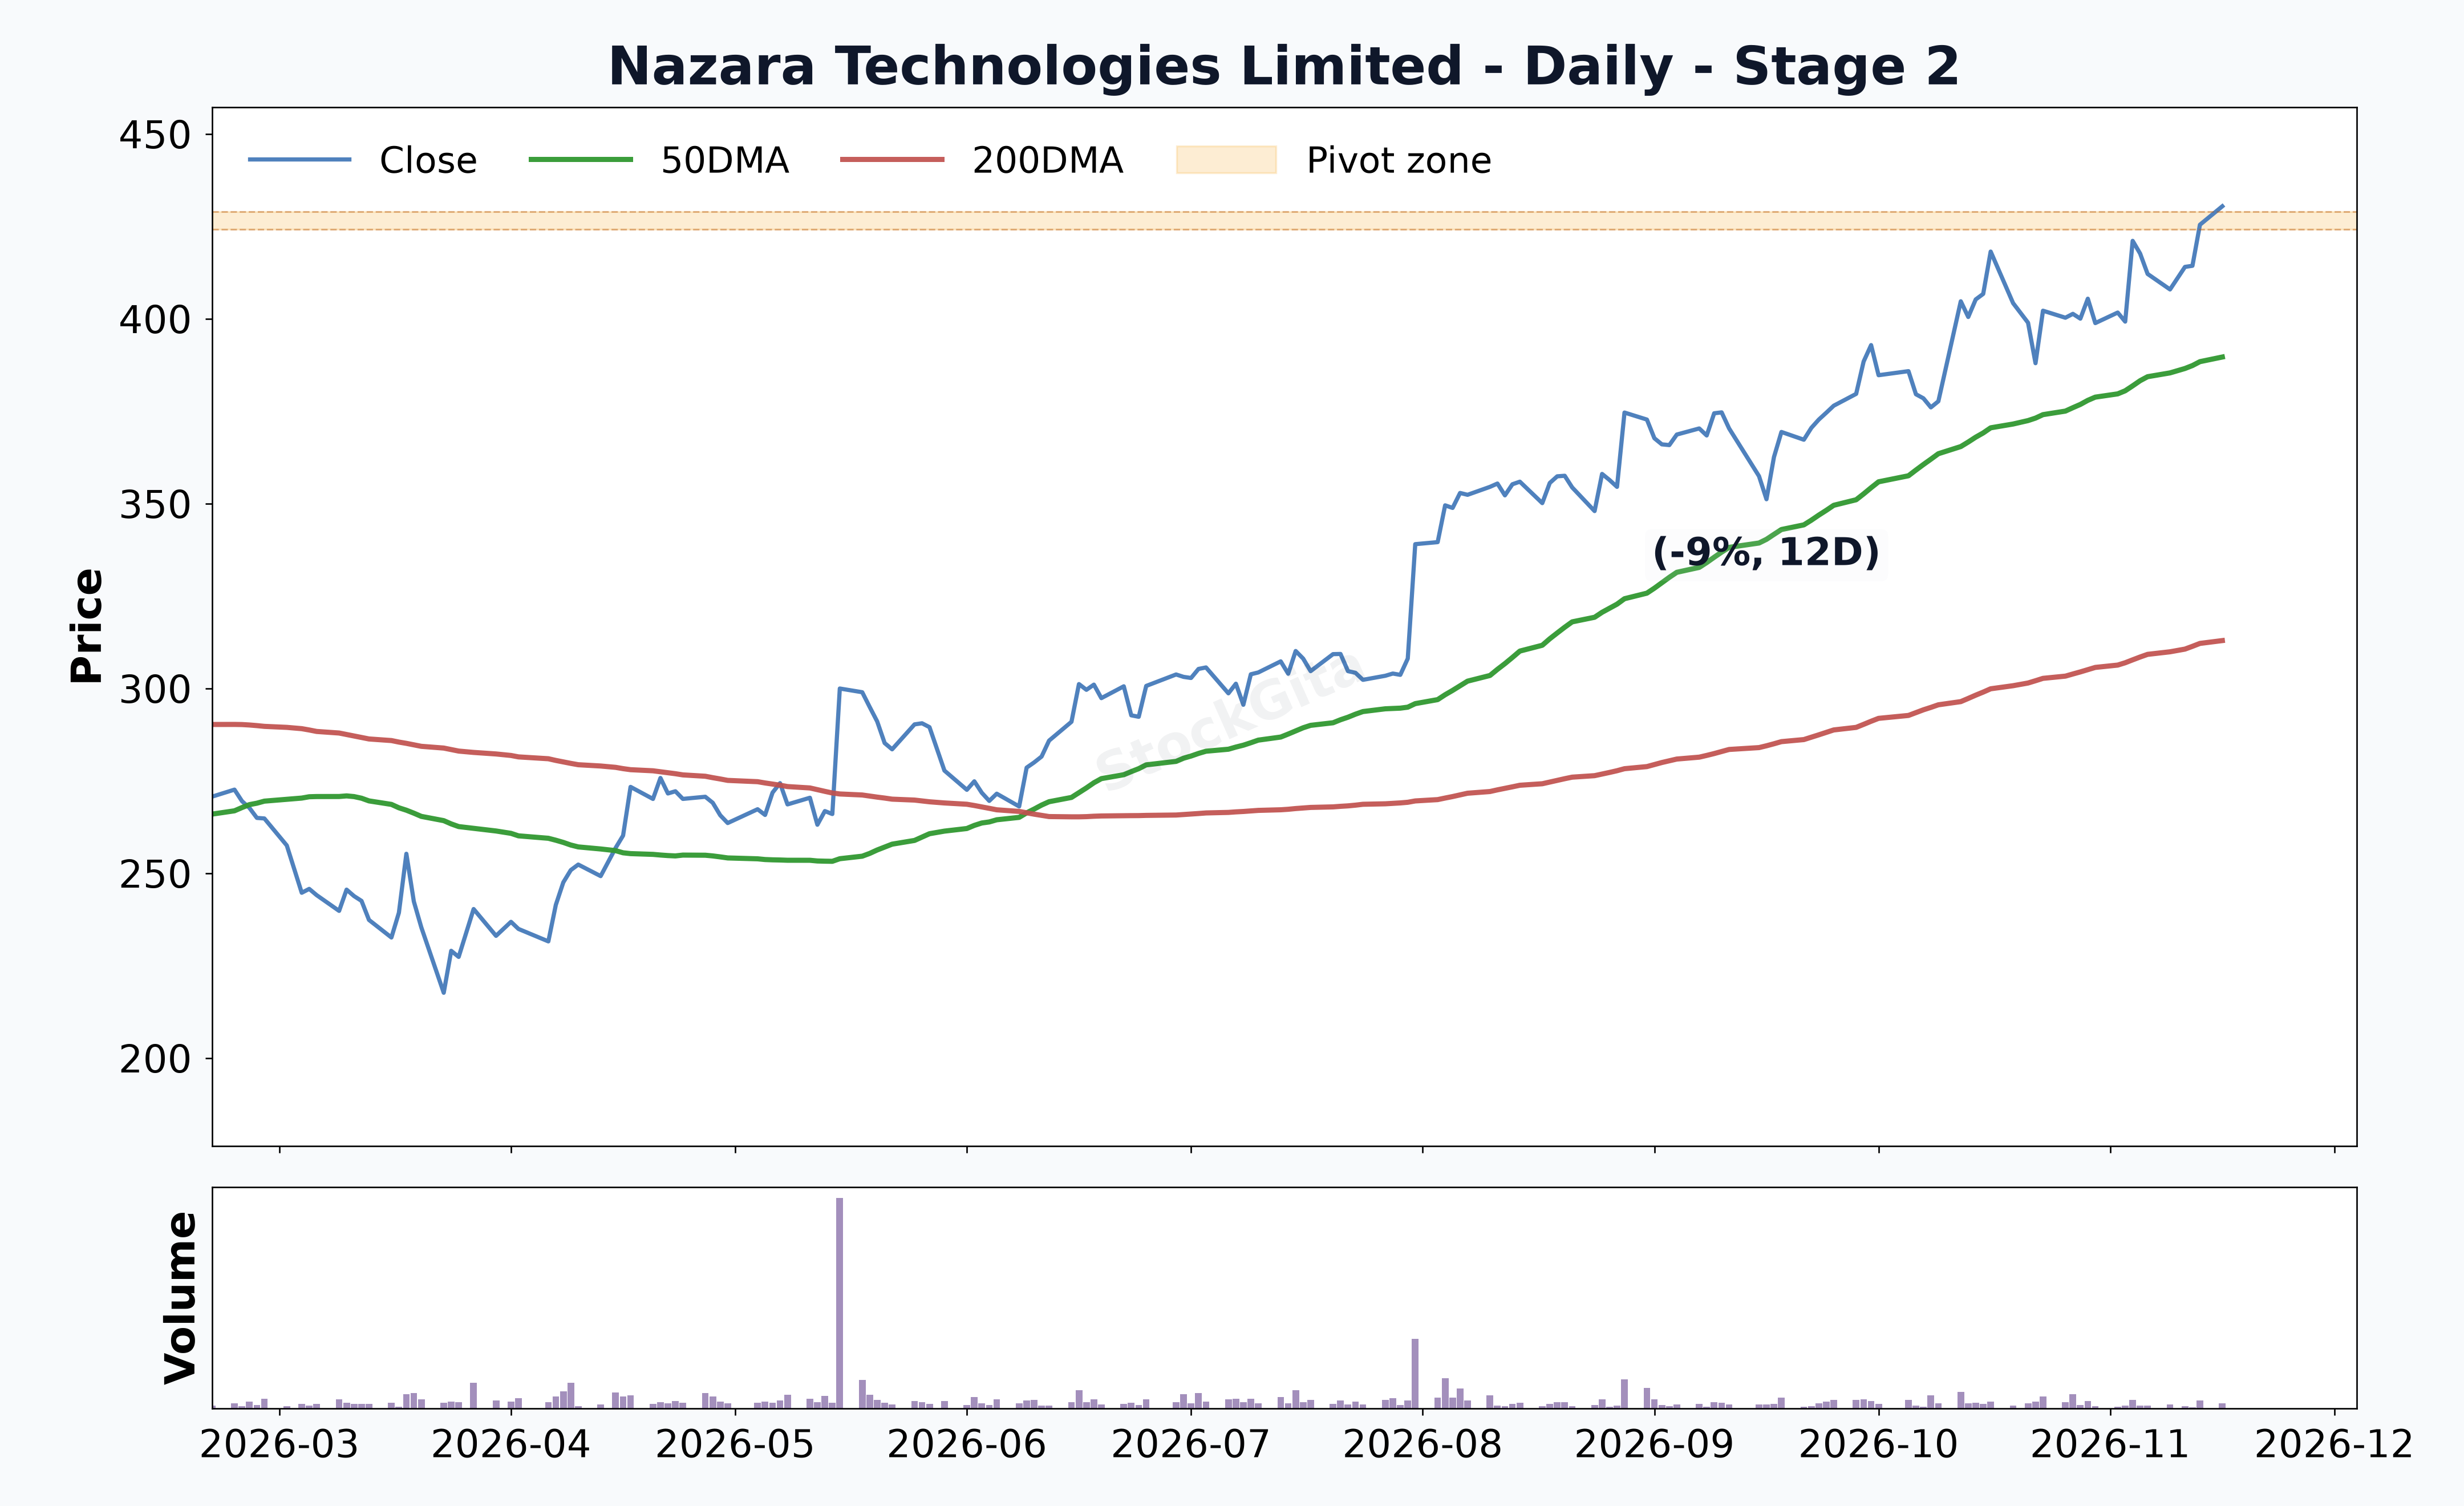 Nazara Technologies Limited - Daily - Stage 2
Close 50DMA 200DMA Pivot zone
450
400
350
300
250
200
Price
(-9%, 12D)
StockGita
Volume
2026-03 2026-04 2026-05 2026-06 2026-07 2026-08 2026-09 2026-10 2026-11 2026-12